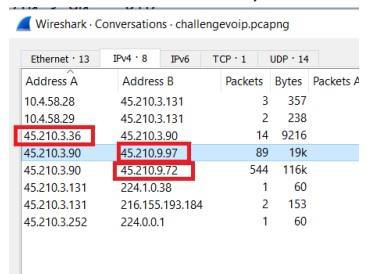 Wireshark · Conversations · challengevoip.pcapng
Ethernet · 13 IPv4 · 8 IPv6 TCP · 1 UDP · 14
Address A Address B Packets Bytes Packets A
10.4.58.28 45.210.3.131 3 357
10.4.58.29 45.210.3.131 2 238
45.210.3.36 45.210.3.90 14 9216
45.210.3.90 45.210.9.97 89 19k
45.210.3.90 45.210.9.72 544 116k
45.210.3.131 224.1.0.38 1 60
45.210.3.131 216.155.193.184 2 153
45.210.3.252 224.0.0.1 1 60